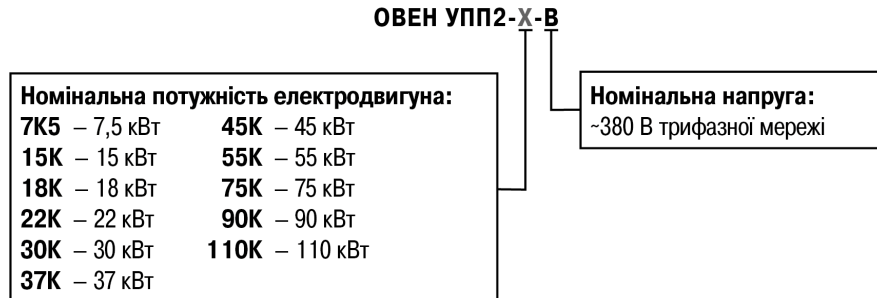 ОВЕН УПП2-Х-В
Номінальна потужність електродвигуна:
7К5 – 7,5 кВт 45К – 45 кВт
15К – 15 кВт 55К – 55 кВт
18К – 18 кВт 75К – 75 кВт
22К – 22 кВт 90К – 90 кВт
30К – 30 кВт 110К – 110 кВт
37К – 37 кВт
Номінальна напруга:
~380 В трифазної мережі